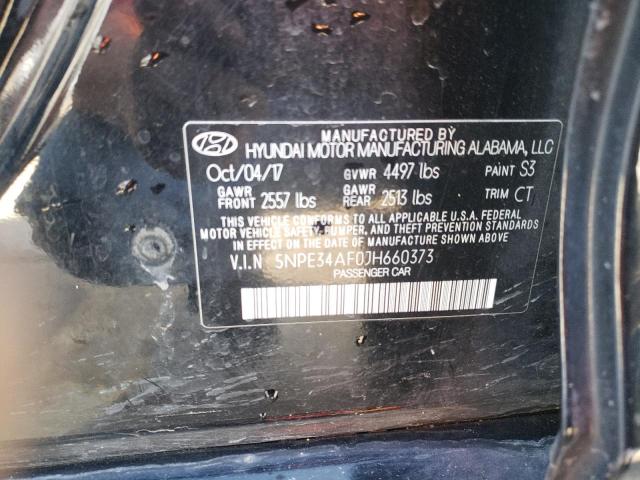 MANUFACTURED BY
HYUNDAI MOTOR MANUFACTURING ALABAMA, LLC
Oct/04/17 GVWR 4497 lbs PAINT S3
GAWR FRONT 2557 lbs GAWR REAR 2513 lbs TRIM CT
THIS VEHICLE CONFORMS TO ALL APPLICABLE U.S.A. FEDERAL
MOTOR VEHICLE SAFETY, BUMPER, AND THEFT PREVENTION STANDARDS
IN EFFECT ON THE DATE OF MANUFACTURE SHOWN ABOVE.
V.I.N 5NPE34AF0JH660373
PASSENGER CAR